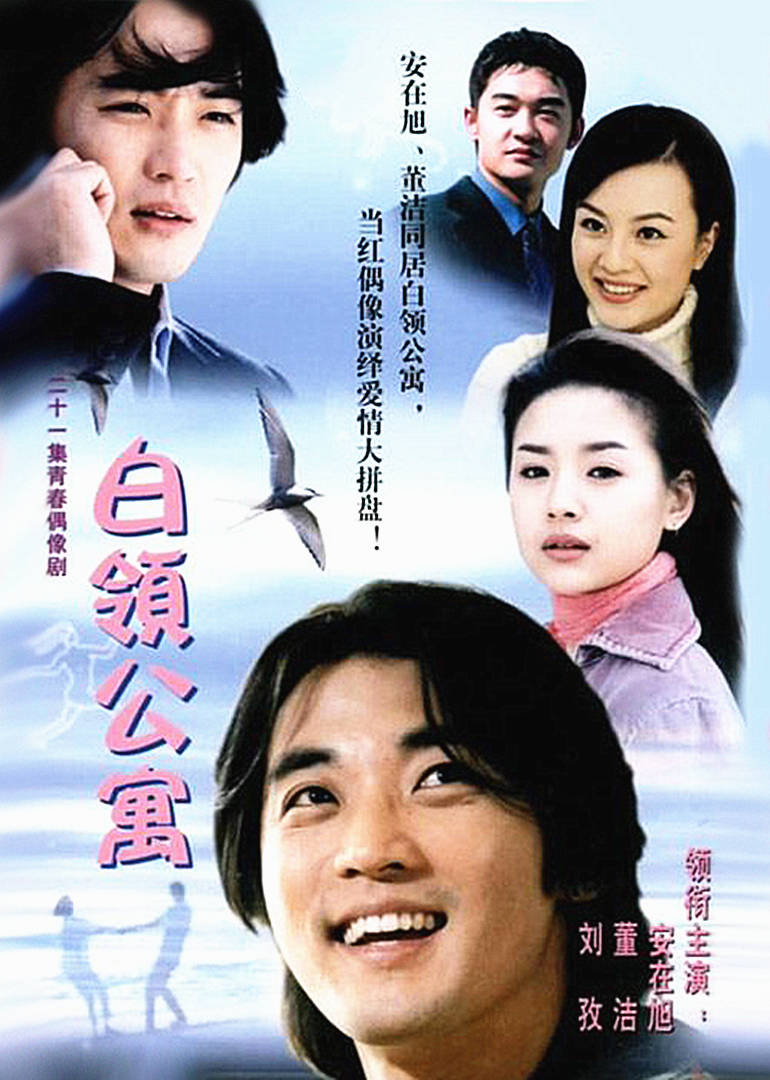 安在旭、董洁同居白领公寓，
当红偶像演绎爱情大拼盘！
二十一集青春偶像剧
白領公寓
领衔主演：
安在旭
董洁
刘孜